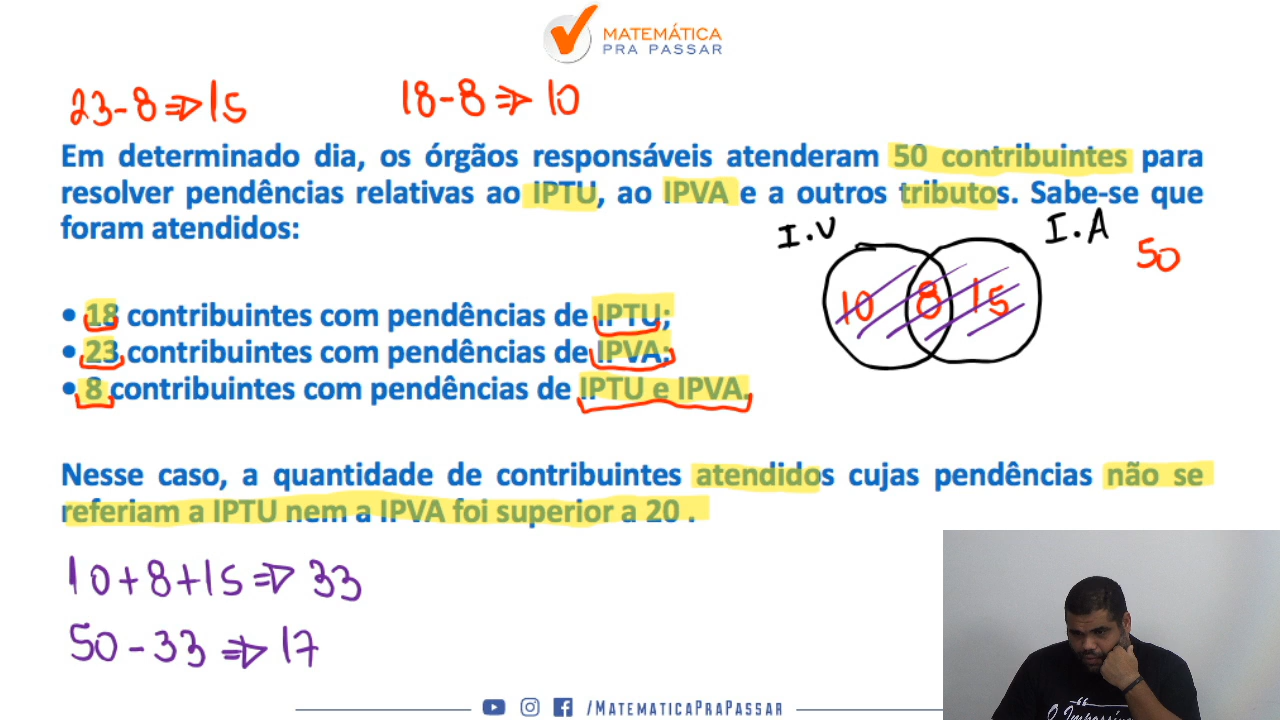 MATEMÁTICA
PRA PASSAR
23-8⇒15 18-8⇒10
Em determinado dia, os órgãos responsáveis atenderam 50 contribuintes para
resolver pendências relativas ao IPTU, ao IPVA e a outros tributos. Sabe-se que
foram atendidos:
I.U I.A 50
10 8 15
• 18 contribuintes com pendências de IPTU;
• 23 contribuintes com pendências de IPVA;
• 8 contribuintes com pendências de IPTU e IPVA.
Nesse caso, a quantidade de contribuintes atendidos cujas pendências não se
referiam a IPTU nem a IPVA foi superior a 20 .
10+8+15⇒33
50-33⇒17
/MATEMATICAPRAPASSAR